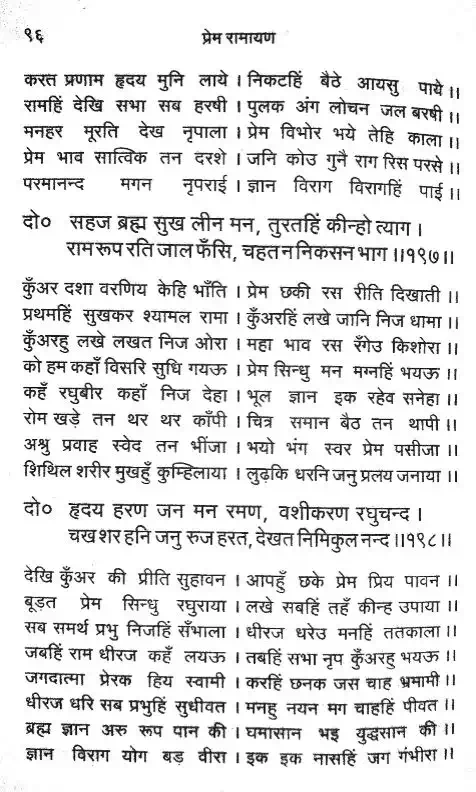 ९६ प्रेम रामायण
करत प्रणाम हृदय मुनि लाये । निकटहिं बैठे आयसु पाये ।।
रामहिं देखि सभा सब हरषी । पुलक अंग लोचन जल बरषी ।।
मनहर मूरति देख नृपाला । प्रेम विभोर भये तेहि काला ।।
प्रेम भाव सात्विक तन दरशे । जनि कोउ गुनै राग रिस परसे ।।
परमानन्द मगन नृपराई । ज्ञान विराग विरागहिं पाई ।।
दो० सहज ब्रह्म सुख लीन मन, तुरतहिं कीन्हो त्याग ।
राम रूप रति जाल फँसि, चहत न निकसन भाग ।।१९७।।
कुँअर दशा वरणिय केहि भाँति । प्रेम छकी रस रीति दिखाती ।।
प्रथमहिं सुखकर श्यामल रामा । कुँअरहिं लखे जानि निज धामा ।।
कुँअरहु लखे लखत निज ओरा । महा भाव रस रँगेउ किशोरा ।।
को हम कहाँ विसरि सुधि गयऊ । प्रेम सिन्धु मन मग्नहिं भयऊ ।।
कहँ रघुबीर कहाँ निज देहा । भूल ज्ञान इक रहेव सनेहा ।।
रोम खड़े तन थर थर काँपी । चित्र समान बैठ तन थापी ।।
अश्रु प्रवाह स्वेद तन भींजा । भयो भंग स्वर प्रेम पसीजा ।।
शिथिल शरीर मुखहुँ कुम्हिलाया । लुढ़कि धरनि जनु प्रलय जनाया ।।
दो० हृदय हरण जन मन रमण, वशीकरण रघुचन्द ।
चख शर हनि जनु रुज हरत, देखत निमिकुल नन्द ।।१९८।।
देखि कुँअर की प्रीति सुहावन । आपहुँ छके प्रेम प्रिय पावन ।।
बूड़त प्रेम सिन्धु रघुराया । लखे सबहिं तहँ कीन्ह उपाया ।।
सब समर्थ प्रभु निजहिं सँभाला । धीरज धरेउ मनहिं ततकाला ।।
जबहिं राम धीरज कहँ लयऊ । तबहिं सभा नृप कुँअरहु भयऊ ।।
जगदात्मा प्रेरक हिय स्वामी । करहिं छनक जस चाह भ्रमामी ।।
धीरज धरि सब प्रभुहिं सुधीवत । मनहु नयन मग चाहहिं पीवत ।।
ब्रह्म ज्ञान अरु रूप पान की । घमासान भइ युद्धसान की ।।
ज्ञान विराग योग बड़ वीरा । इक इक नासहिं जग गंभीरा ।।